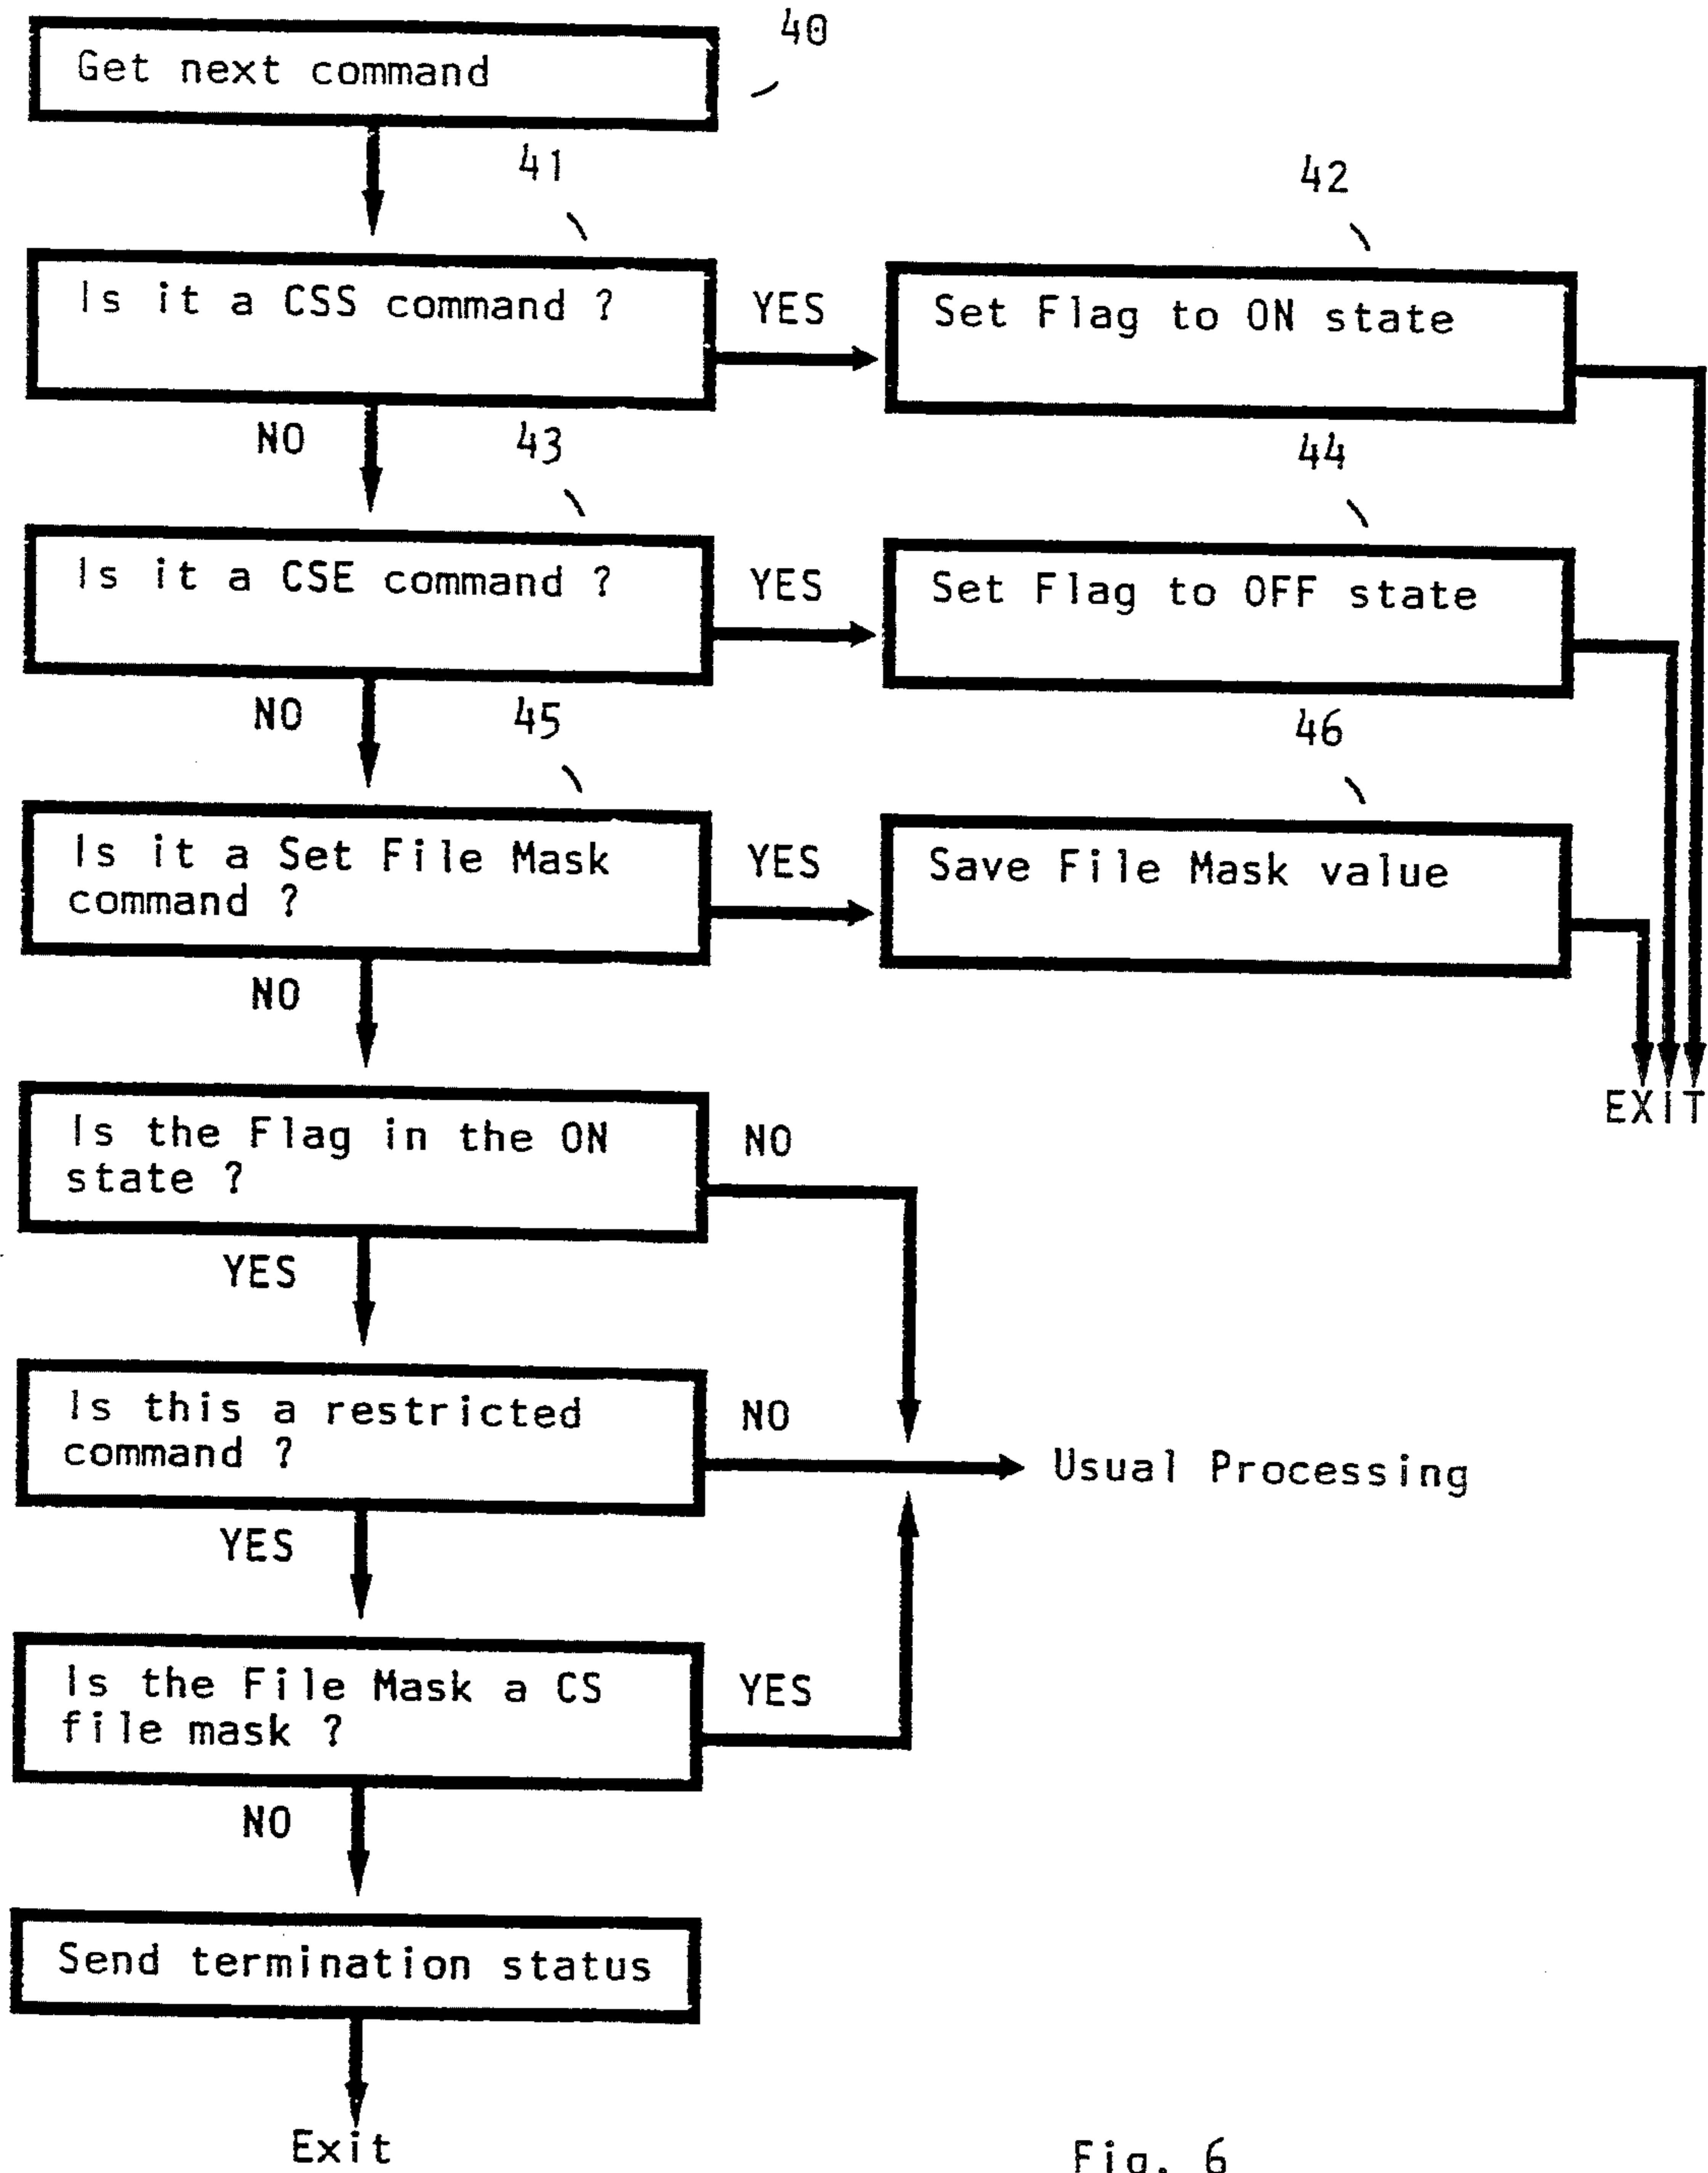 40
Get next command
41
42
Is it a CSS command ?
YES
Set Flag to ON state
NO
43
44
Is it a CSE command ?
YES
Set Flag to OFF state
NO
45
46
Is it a Set File Mask
command ?
YES
Save File Mask value
NO
EXIT
Is the Flag in the ON
state ?
NO
YES
Is this a restricted
command ?
NO
Usual Processing
YES
Is the File Mask a CS
file mask ?
YES
NO
Send termination status
Exit
Fig. 6